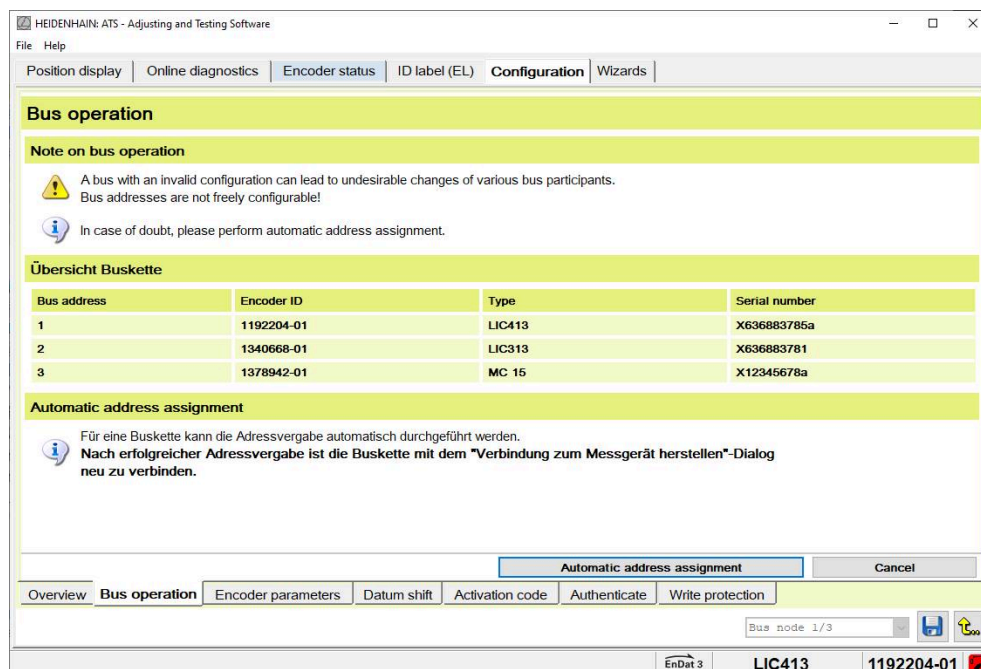 HEIDENHAIN: ATS - Adjusting and Testing Software
File Help
Position display Online diagnostics Encoder status ID label (EL) Configuration Wizards
Bus operation
Note on bus operation
A bus with an invalid configuration can lead to undesirable changes of various bus participants.
Bus addresses are not freely configurable!
In case of doubt, please perform automatic address assignment.
Übersicht Buskette
Bus address Encoder ID Type Serial number
1 1192204-01 LIC413 X636883785a
2 1340668-01 LIC313 X636883781
3 1378942-01 MC 15 X12345678a
Automatic address assignment
Für eine Buskette kann die Adressvergabe automatisch durchgeführt werden.
Nach erfolgreicher Adressvergabe ist die Buskette mit dem "Verbindung zum Messgerät herstellen"-Dialog
neu zu verbinden.
Automatic address assignment Cancel
Overview Bus operation Encoder parameters Datum shift Activation code Authenticate Write protection
Bus node 1/3
EnDat 3 LIC413 1192204-01